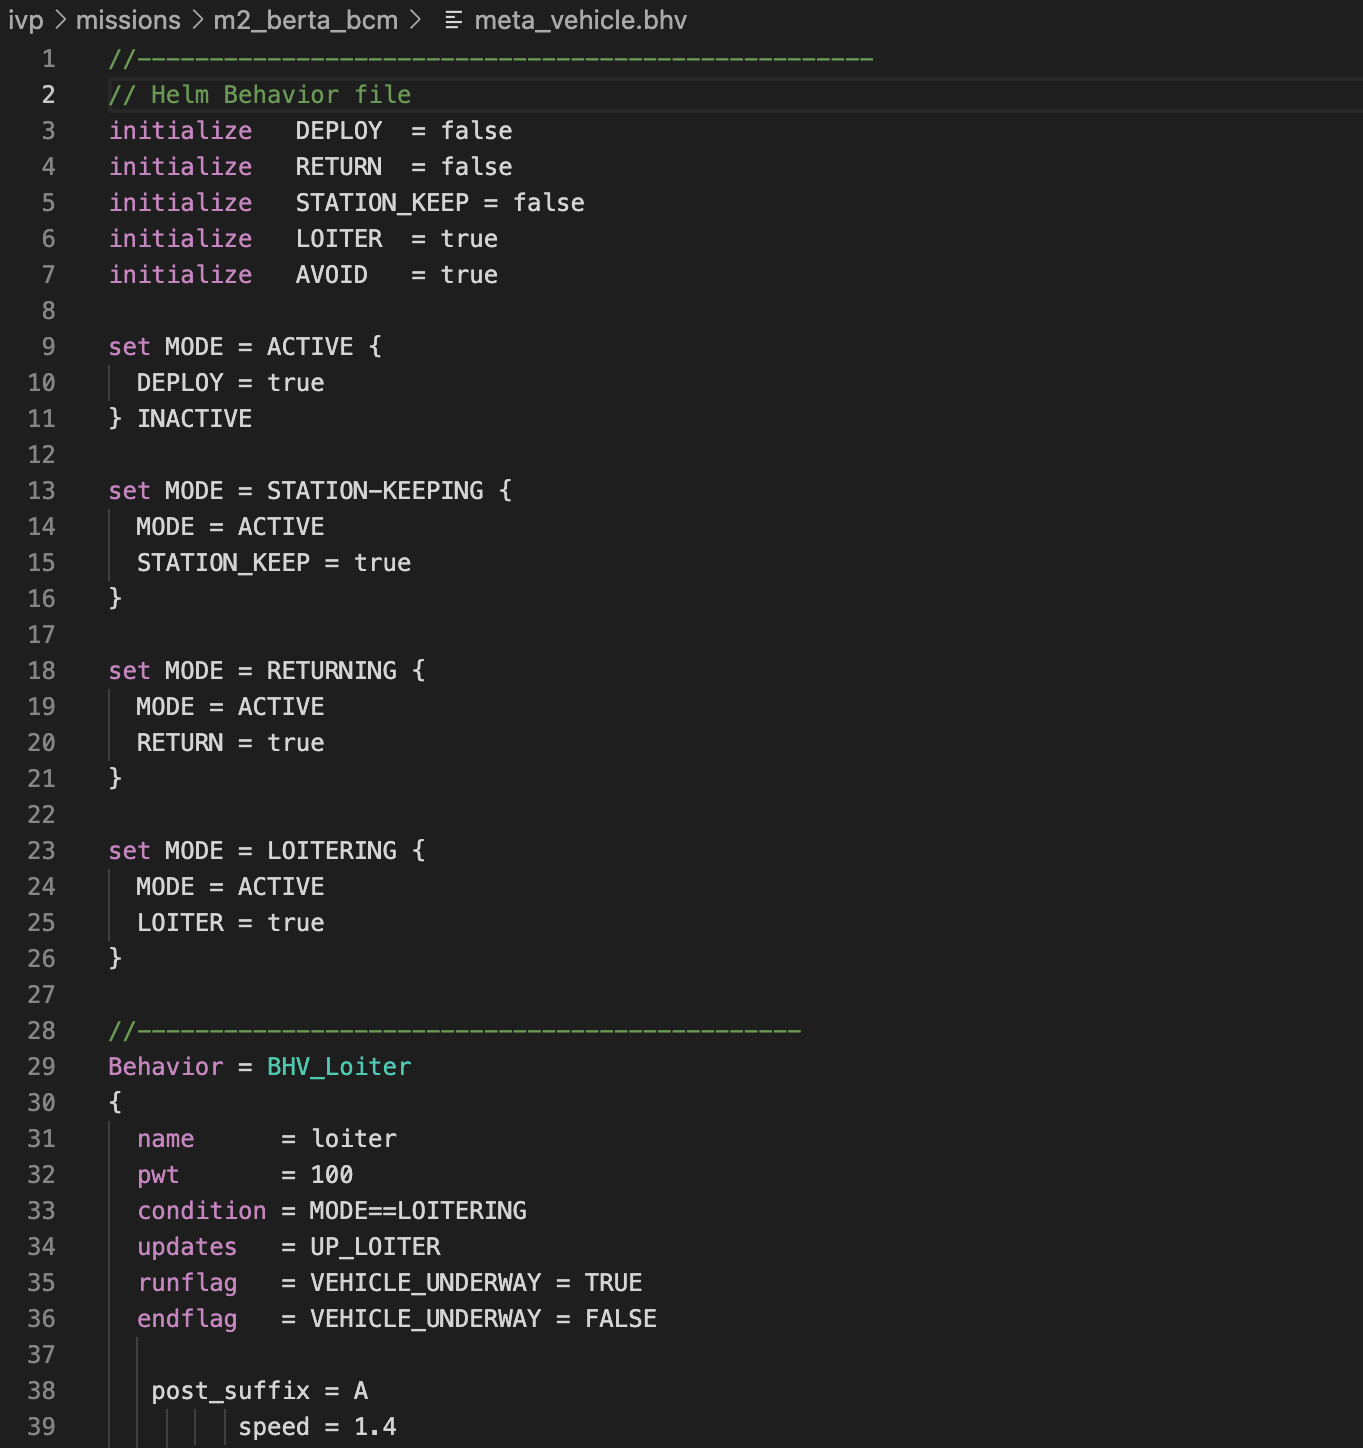 ivp > missions > m2_berta_bcm > meta_vehicle.bhv
1 //---------------------------------------------------
2 // Helm Behavior file
3 initialize   DEPLOY  = false
4 initialize   RETURN  = false
5 initialize   STATION_KEEP = false
6 initialize   LOITER  = true
7 initialize   AVOID   = true
8
9 set MODE = ACTIVE {
10   DEPLOY = true
11 } INACTIVE
12
13 set MODE = STATION-KEEPING {
14   MODE = ACTIVE
15   STATION_KEEP = true
16 }
17
18 set MODE = RETURNING {
19   MODE = ACTIVE
20   RETURN = true
21 }
22
23 set MODE = LOITERING {
24   MODE = ACTIVE
25   LOITER = true
26 }
27
28 //----------------------------------------------
29 Behavior = BHV_Loiter
30 {
31   name      = loiter
32   pwt       = 100
33   condition = MODE==LOITERING
34   updates   = UP_LOITER
35   runflag   = VEHICLE_UNDERWAY = TRUE
36   endflag   = VEHICLE_UNDERWAY = FALSE
37
38    post_suffix = A
39          speed = 1.4